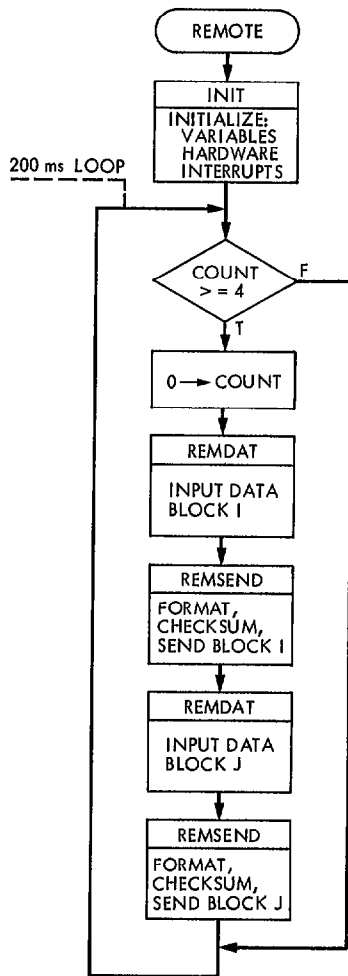 REMOTE
INIT
INITIALIZE:
VARIABLES
HARDWARE
INTERRUPTS
200 ms LOOP
COUNT
> = 4
F
T
0 → COUNT
REMDAT
INPUT DATA
BLOCK I
REMSEND
FORMAT,
CHECKSUM,
SEND BLOCK I
REMDAT
INPUT DATA
BLOCK J
REMSEND
FORMAT,
CHECKSUM,
SEND BLOCK J